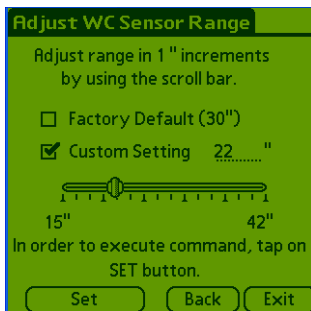 Adjust WC Sensor Range
Adjust range in 1" increments
by using the scroll bar.
Factory Default (30")
Custom Setting 22 "
15" 42"
In order to execute command, tap on
SET button.
Set Back Exit